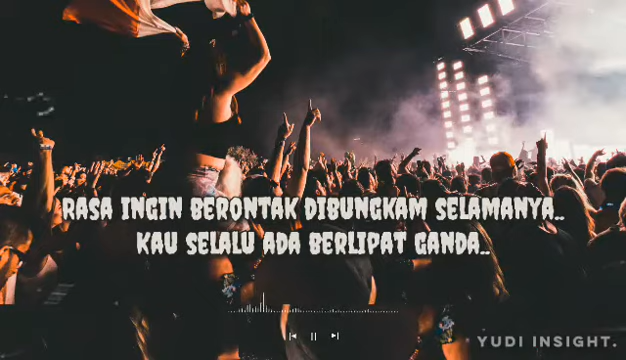 RASA INGIN BERONTAK DIBUNGKAM SELAMANYA..
KAU SELALU ADA BERLIPAT GANDA..
YUDI INSIGHT.